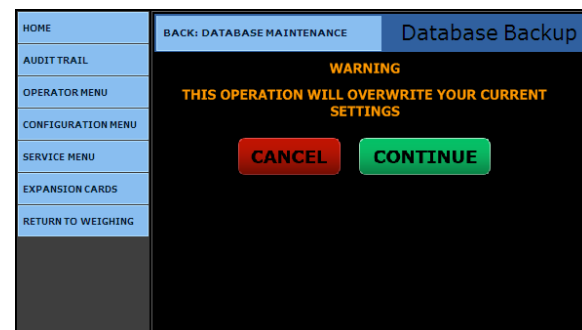 HOME
AUDIT TRAIL
OPERATOR MENU
CONFIGURATION MENU
SERVICE MENU
EXPANSION CARDS
RETURN TO WEIGHING
BACK: DATABASE MAINTENANCE
Database Backup
WARNING
THIS OPERATION WILL OVERWRITE YOUR CURRENT
SETTINGS
CANCEL
CONTINUE